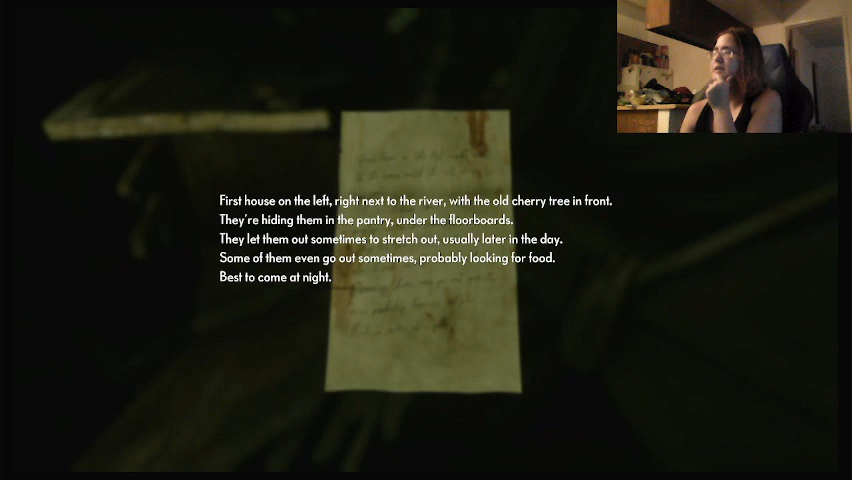 First house on the left, right next to the river, with the old cherry tree in front.
They're hiding them in the pantry, under the floorboards.
They let them out sometimes to stretch out, usually later in the day.
Some of them even go out sometimes, probably looking for food.
Best to come at night.